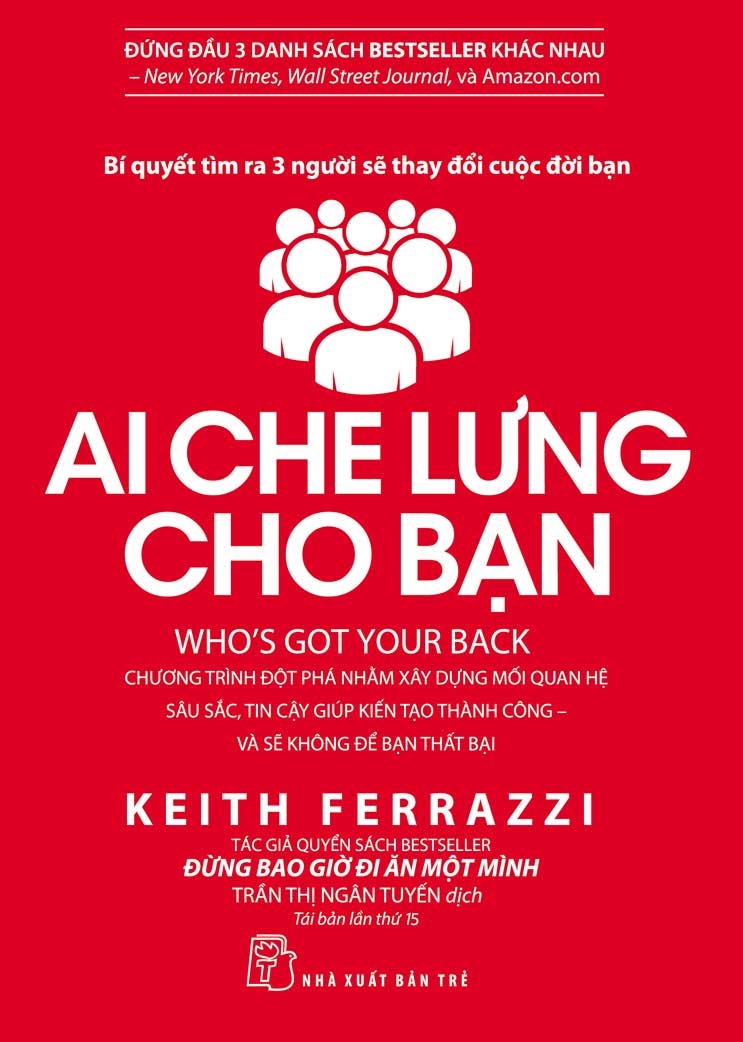 ĐỨNG ĐẦU 3 DANH SÁCH BESTSELLER KHÁC NHAU
– New York Times, Wall Street Journal, và Amazon.com
Bí quyết tìm ra 3 người sẽ thay đổi cuộc đời bạn
AI CHE LƯNG
CHO BẠN
WHO'S GOT YOUR BACK
CHƯƠNG TRÌNH ĐỘT PHÁ NHẰM XÂY DỰNG MỐI QUAN HỆ
SÂU SẮC, TIN CẬY GIÚP KIẾN TẠO THÀNH CÔNG –
VÀ SẼ KHÔNG ĐỂ BẠN THẤT BẠI
KEITH FERRAZZI
TÁC GIẢ QUYỂN SÁCH BESTSELLER
ĐỪNG BAO GIỜ ĐI ĂN MỘT MÌNH
TRẦN THỊ NGÂN TUYẾN dịch
Tái bản lần thứ 15
T
NHÀ XUẤT BẢN TRẺ